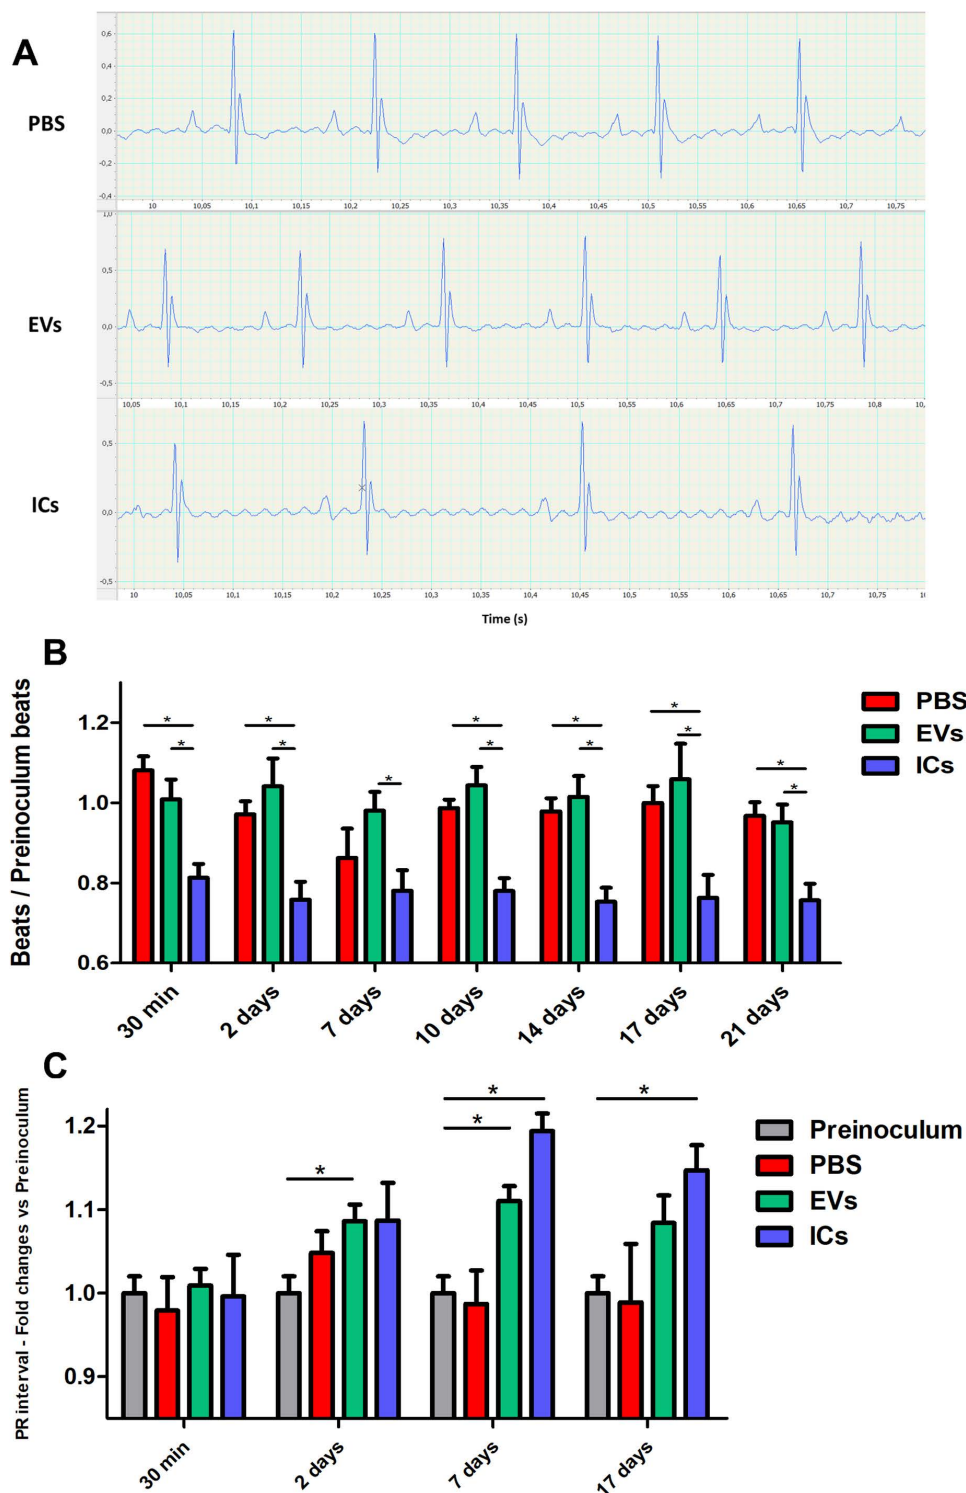 A
PBS
0,6
0,4
0,2
0,0
-0,2
-0,4
10 10,05 10,1 10,15 10,2 10,25 10,3 10,35 10,4 10,45 10,5 10,55 10,6 10,65 10,7 10,75
EVs
1,0
0,5
0,0
-0,5
10,05 10,1 10,15 10,2 10,25 10,3 10,35 10,4 10,45 10,5 10,55 10,6 10,65 10,7 10,75 10,8
ICs
0,5
0,0
-0,5
10 10,05 10,1 10,15 10,2 10,25 10,3 10,35 10,4 10,45 10,5 10,55 10,6 10,65 10,7 10,75
Time (s)
B
Beats / Preinoculum beats
1.2
1.0
0.8
0.6
* * * * * * * * * * * * *
PBS
EVs
ICs
30 min 2 days 7 days 10 days 14 days 17 days 21 days
C
PR interval - Fold changes vs Preinoculum
1.2
1.1
1.0
0.9
* * * *
Preinoculum
PBS
EVs
ICs
30 min 2 days 7 days 17 days